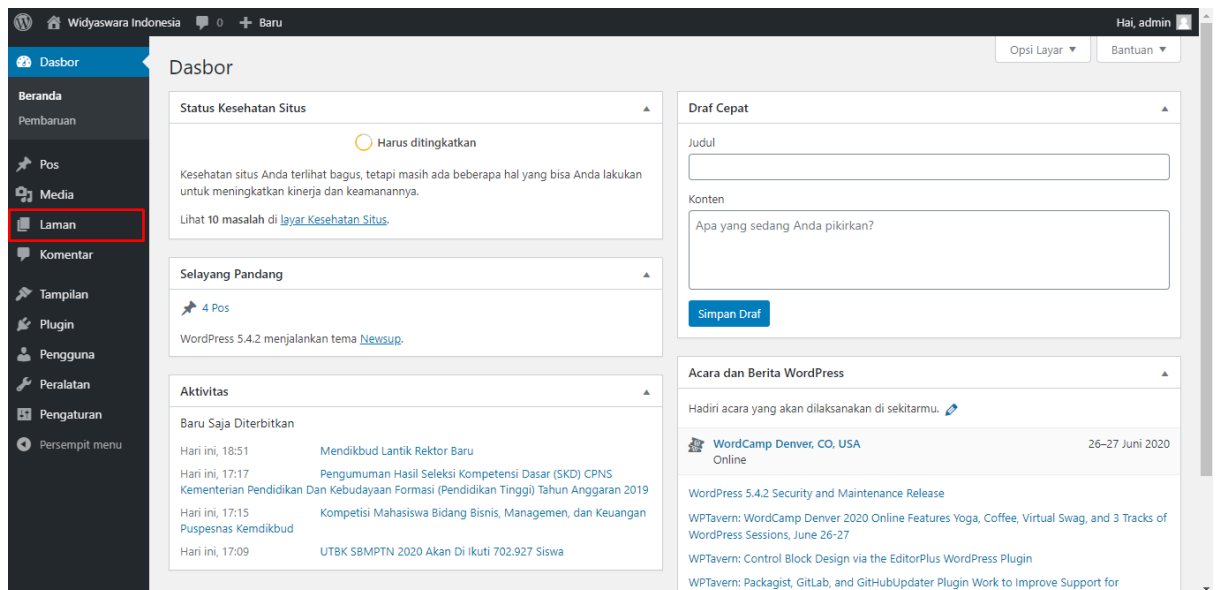 Widyaswara Indonesia 0 Baru Hai, admin
Opsi Layar ▼ Bantuan ▼
Dasbor
Beranda
Pembaruan
Pos
Media
Laman
Komentar
Tampilan
Plugin
Pengguna
Peralatan
Pengaturan
Persempit menu
Dasbor
Status Kesehatan Situs
Harus ditingkatkan
Kesehatan situs Anda terlihat bagus, tetapi masih ada beberapa hal yang bisa Anda lakukan
untuk meningkatkan kinerja dan keamanannya.
Lihat 10 masalah di layar Kesehatan Situs.
Selayang Pandang
4 Pos
WordPress 5.4.2 menjalankan tema Newsup.
Aktivitas
Baru Saja Diterbitkan
Hari ini, 18:51 Mendikbud Lantik Rektor Baru
Hari ini, 17:17 Pengumuman Hasil Seleksi Kompetensi Dasar (SKD) CPNS
Kementerian Pendidikan Dan Kebudayaan Formasi (Pendidikan Tinggi) Tahun Anggaran 2019
Hari ini, 17:15 Kompetisi Mahasiswa Bidang Bisnis, Managemen, dan Keuangan
Puspesnas Kemdikbud
Hari ini, 17:09 UTBK SBMPTN 2020 Akan Di Ikuti 702.927 Siswa
Draf Cepat
Judul
Konten
Apa yang sedang Anda pikirkan?
Simpan Draf
Acara dan Berita WordPress
Hadiri acara yang akan dilaksanakan di sekitarmu.
WordCamp Denver, CO, USA 26–27 Juni 2020
Online
WordPress 5.4.2 Security and Maintenance Release
WPTavern: WordCamp Denver 2020 Online Features Yoga, Coffee, Virtual Swag, and 3 Tracks of
WordPress Sessions, June 26-27
WPTavern: Control Block Design via the EditorPlus WordPress Plugin
WPTavern: Packagist, GitLab, and GitHubUpdater Plugin Work to Improve Support for